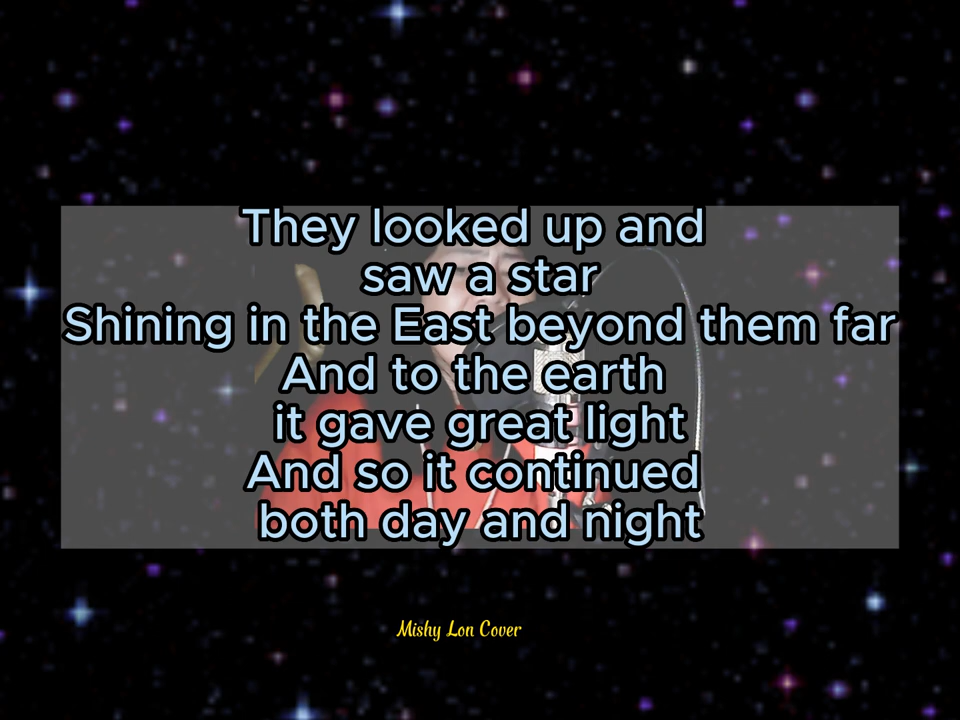 They looked up and
saw a star
Shining in the East beyond them far
And to the earth
it gave great light
And so it continued
both day and night
Mishy Lon Cover